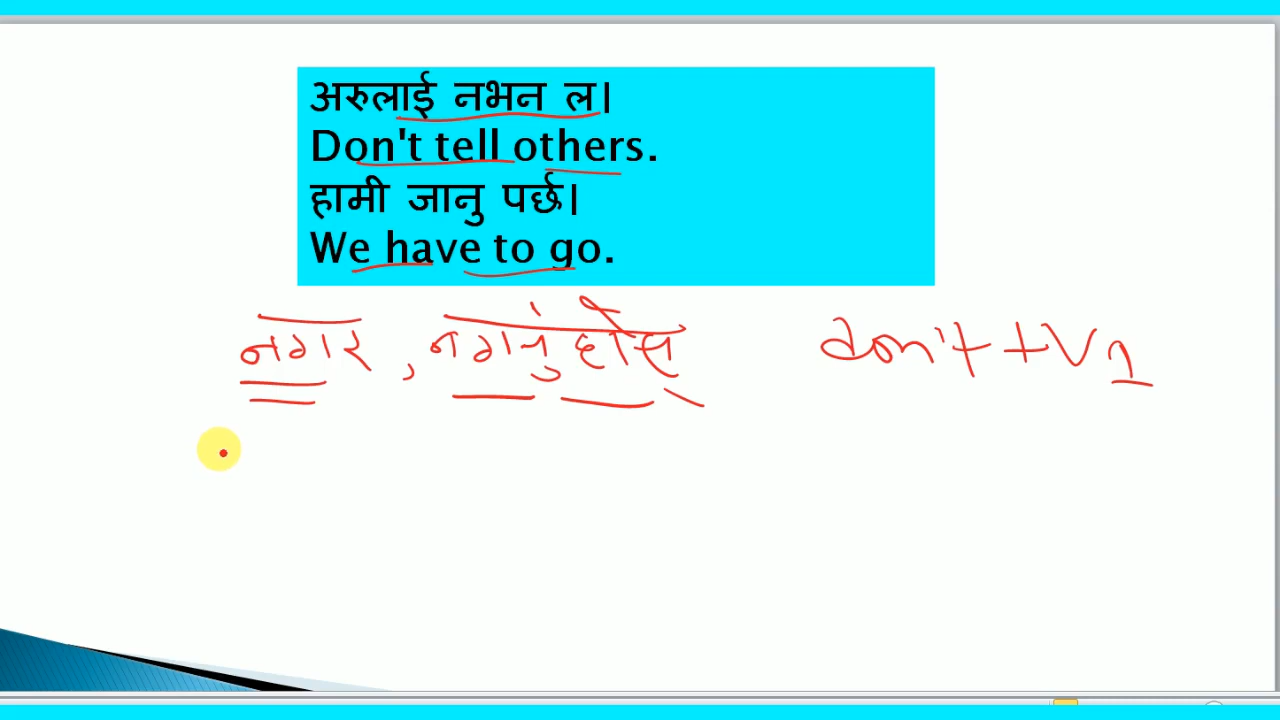 अरुलाई नभन ल।
Don't tell others.
हामी जानु पर्छ।
We have to go.
नगर , नगर्नुहोस don't + V1